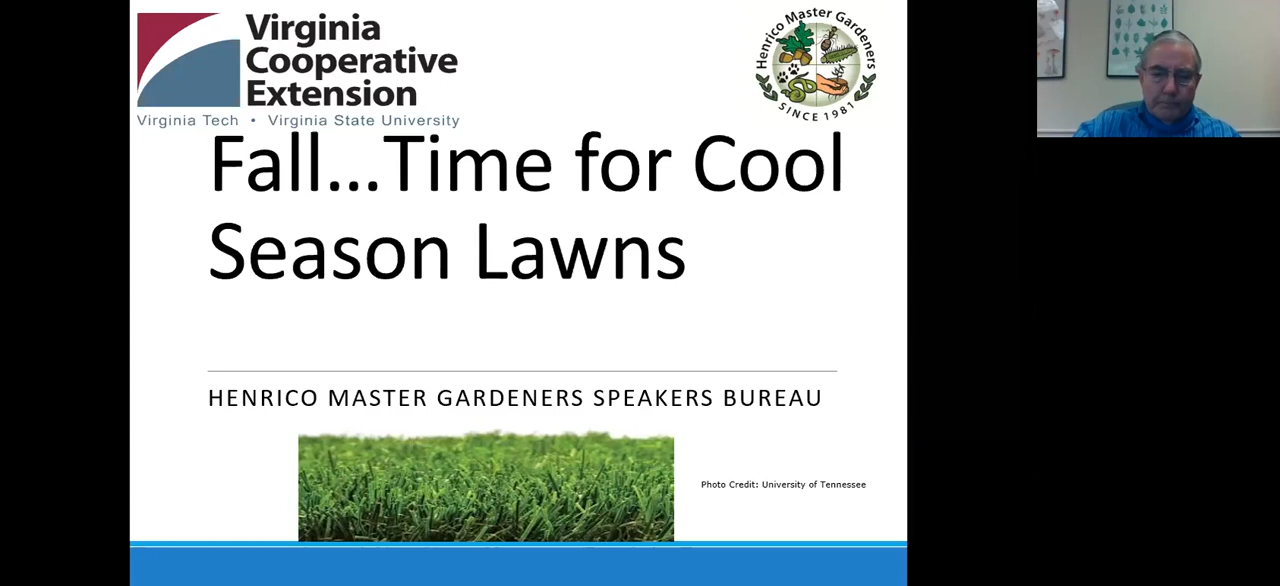 Virginia
Cooperative
Extension
Virginia Tech • Virginia State University
Henrico Master Gardeners
SINCE 1981
Fall...Time for Cool
Season Lawns
HENRICO MASTER GARDENERS SPEAKERS BUREAU
Photo Credit: University of Tennessee